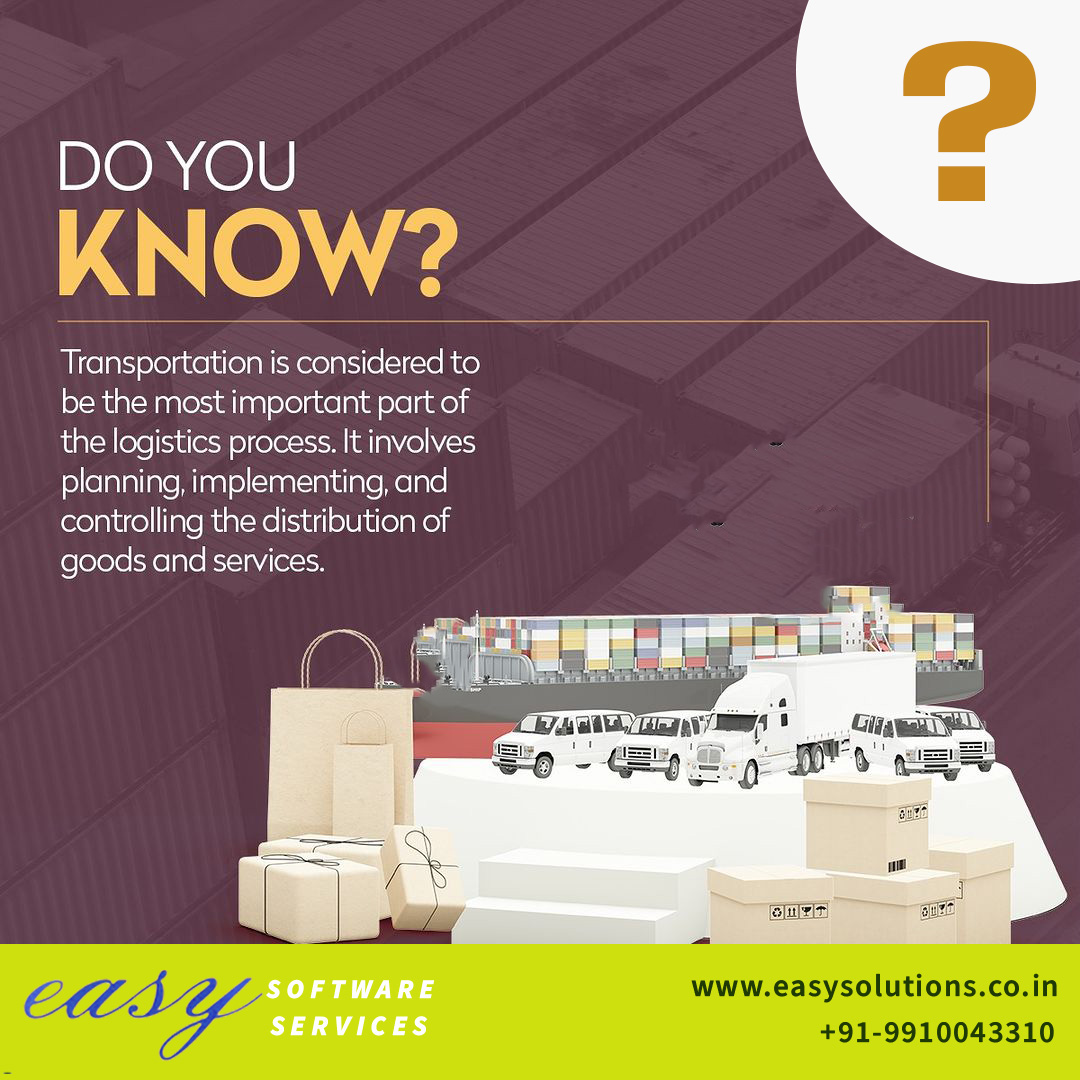 ?
DO YOU
KNOW?
Transportation is considered to
be the most important part of
the logistics process. It involves
planning, implementing, and
controlling the distribution of
goods and services.
easy SOFTWARE
SERVICES
www.easysolutions.co.in
+91-9910043310